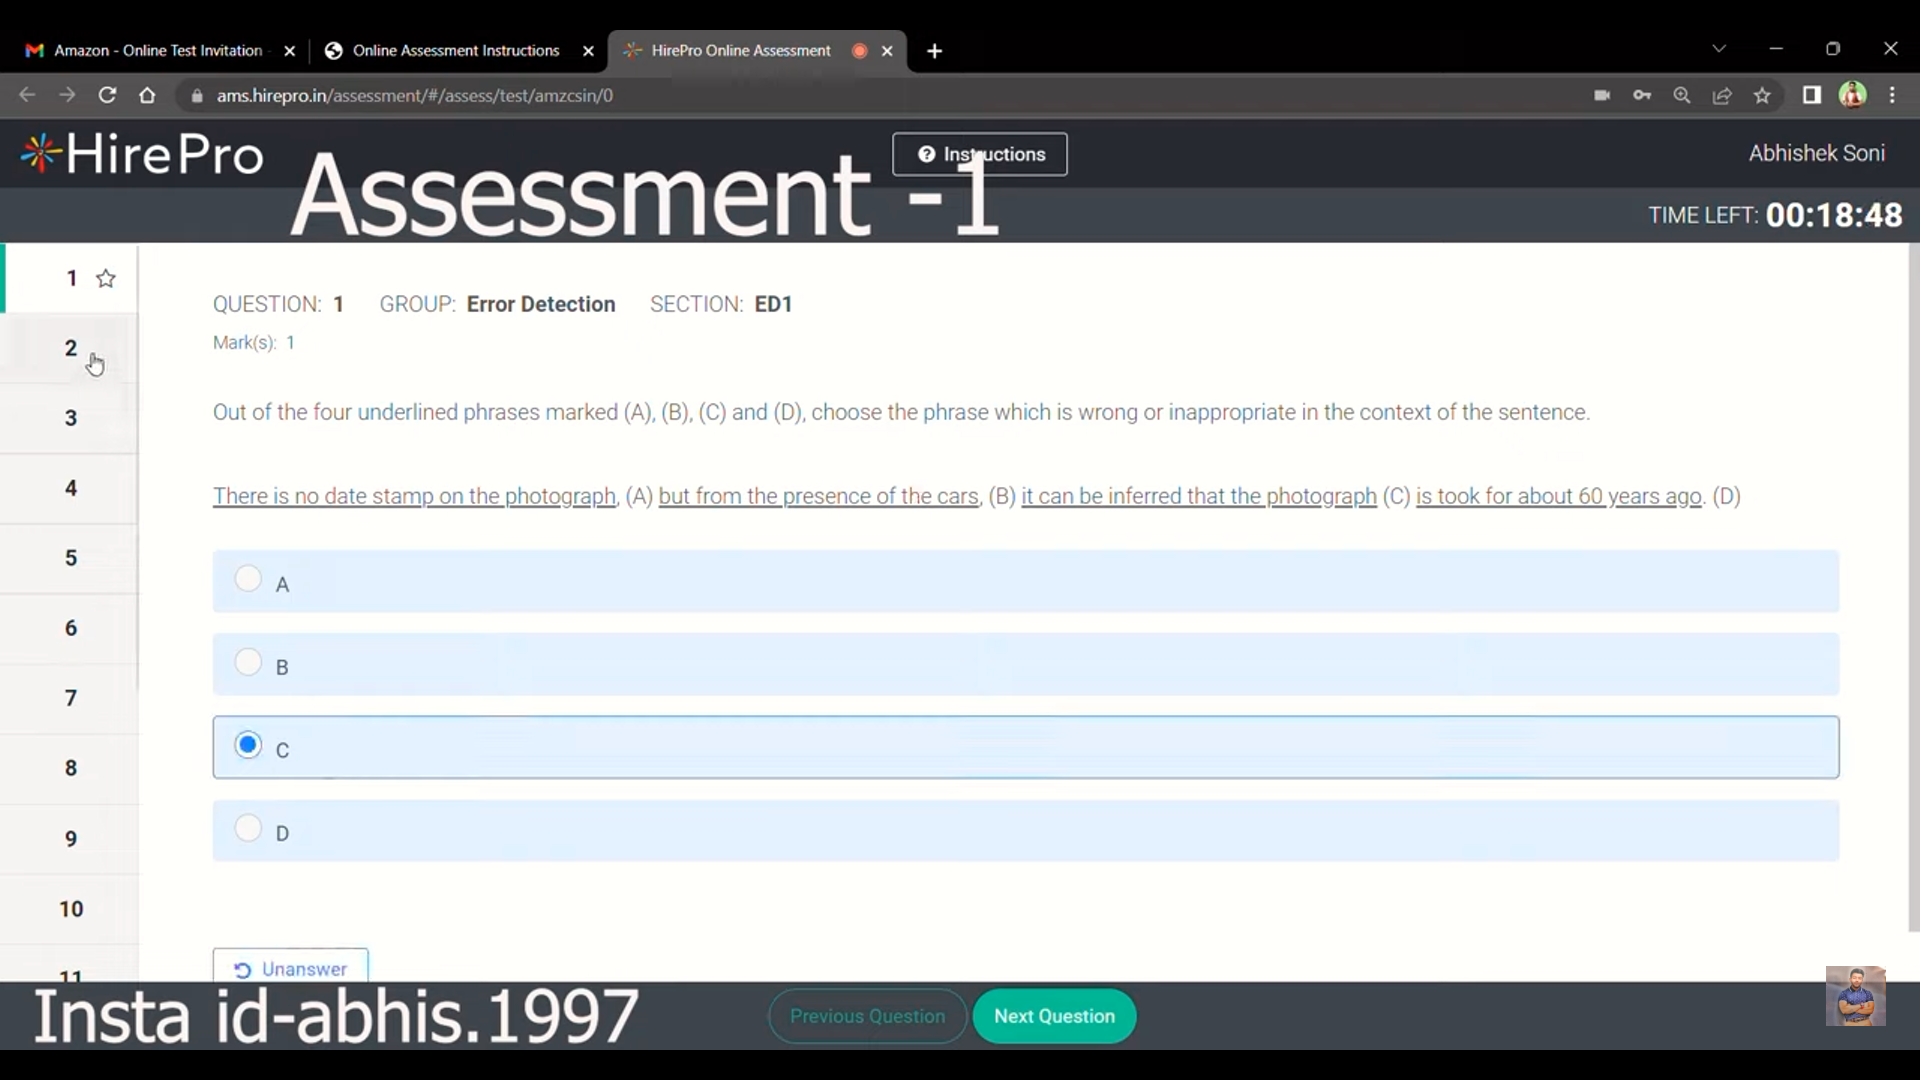 Amazon - Online Test Invitation
Online Assessment Instructions
HirePro Online Assessment
ams.hirepro.in/assessment/#/assess/test/amzcsin/0
HirePro
Assessment -1
Instructions
Abhishek Soni
TIME LEFT: 00:18:48
1
2
3
4
5
6
7
8
9
10
11
QUESTION: 1 GROUP: Error Detection SECTION: ED1
Mark(s): 1
Out of the four underlined phrases marked (A), (B), (C) and (D), choose the phrase which is wrong or inappropriate in the context of the sentence.
There is no date stamp on the photograph, (A) but from the presence of the cars, (B) it can be inferred that the photograph (C) is took for about 60 years ago. (D)
A
B
C
D
Unanswer
Insta id-abhis.1997
Previous Question
Next Question